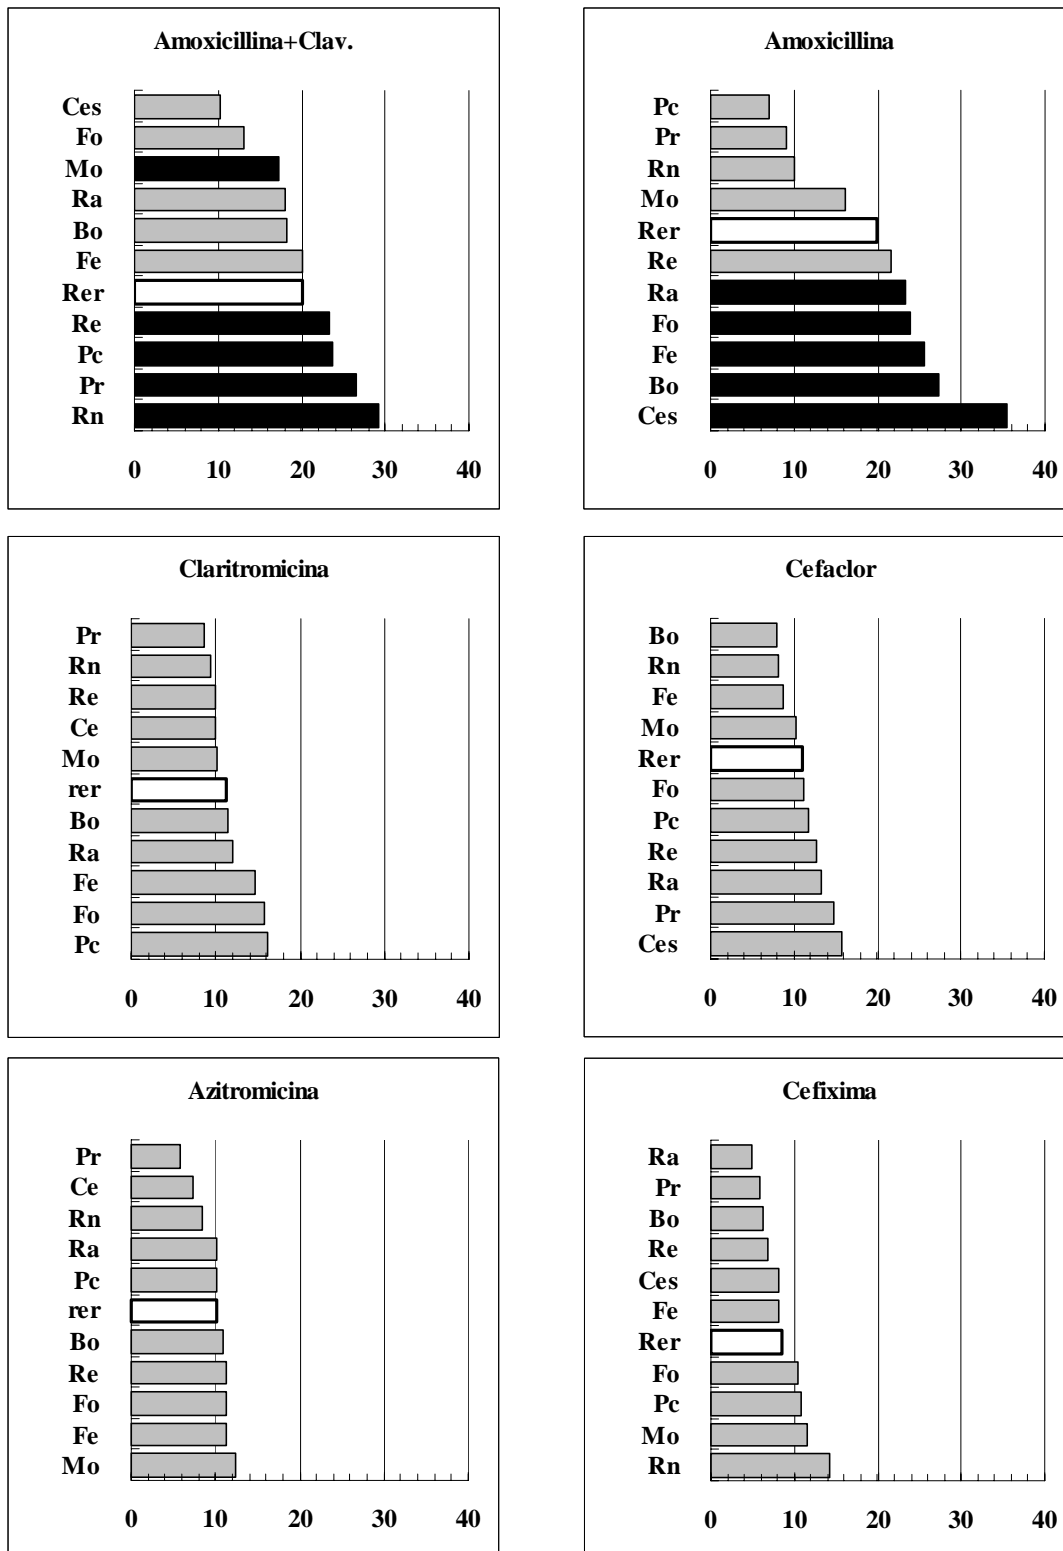 Amoxicillina+Clav.
Ces
Fo
Mo
Ra
Bo
Fe
Rer
Re
Pc
Pr
Rn
0 10 20 30 40
Amoxicillina
Pc
Pr
Rn
Mo
Rer
Re
Ra
Fo
Fe
Bo
Ces
0 10 20 30 40
Claritromicina
Pr
Rn
Re
Ce
Mo
rer
Bo
Ra
Fe
Fo
Pc
0 10 20 30 40
Cefaclor
Bo
Rn
Fe
Mo
Rer
Fo
Pc
Re
Ra
Pr
Ces
0 10 20 30 40
Azitromicina
Pr
Ce
Rn
Ra
Pc
rer
Bo
Re
Fo
Fe
Mo
0 10 20 30 40
Cefixima
Ra
Pr
Bo
Re
Ces
Fe
Rer
Fo
Pc
Mo
Rn
0 10 20 30 40